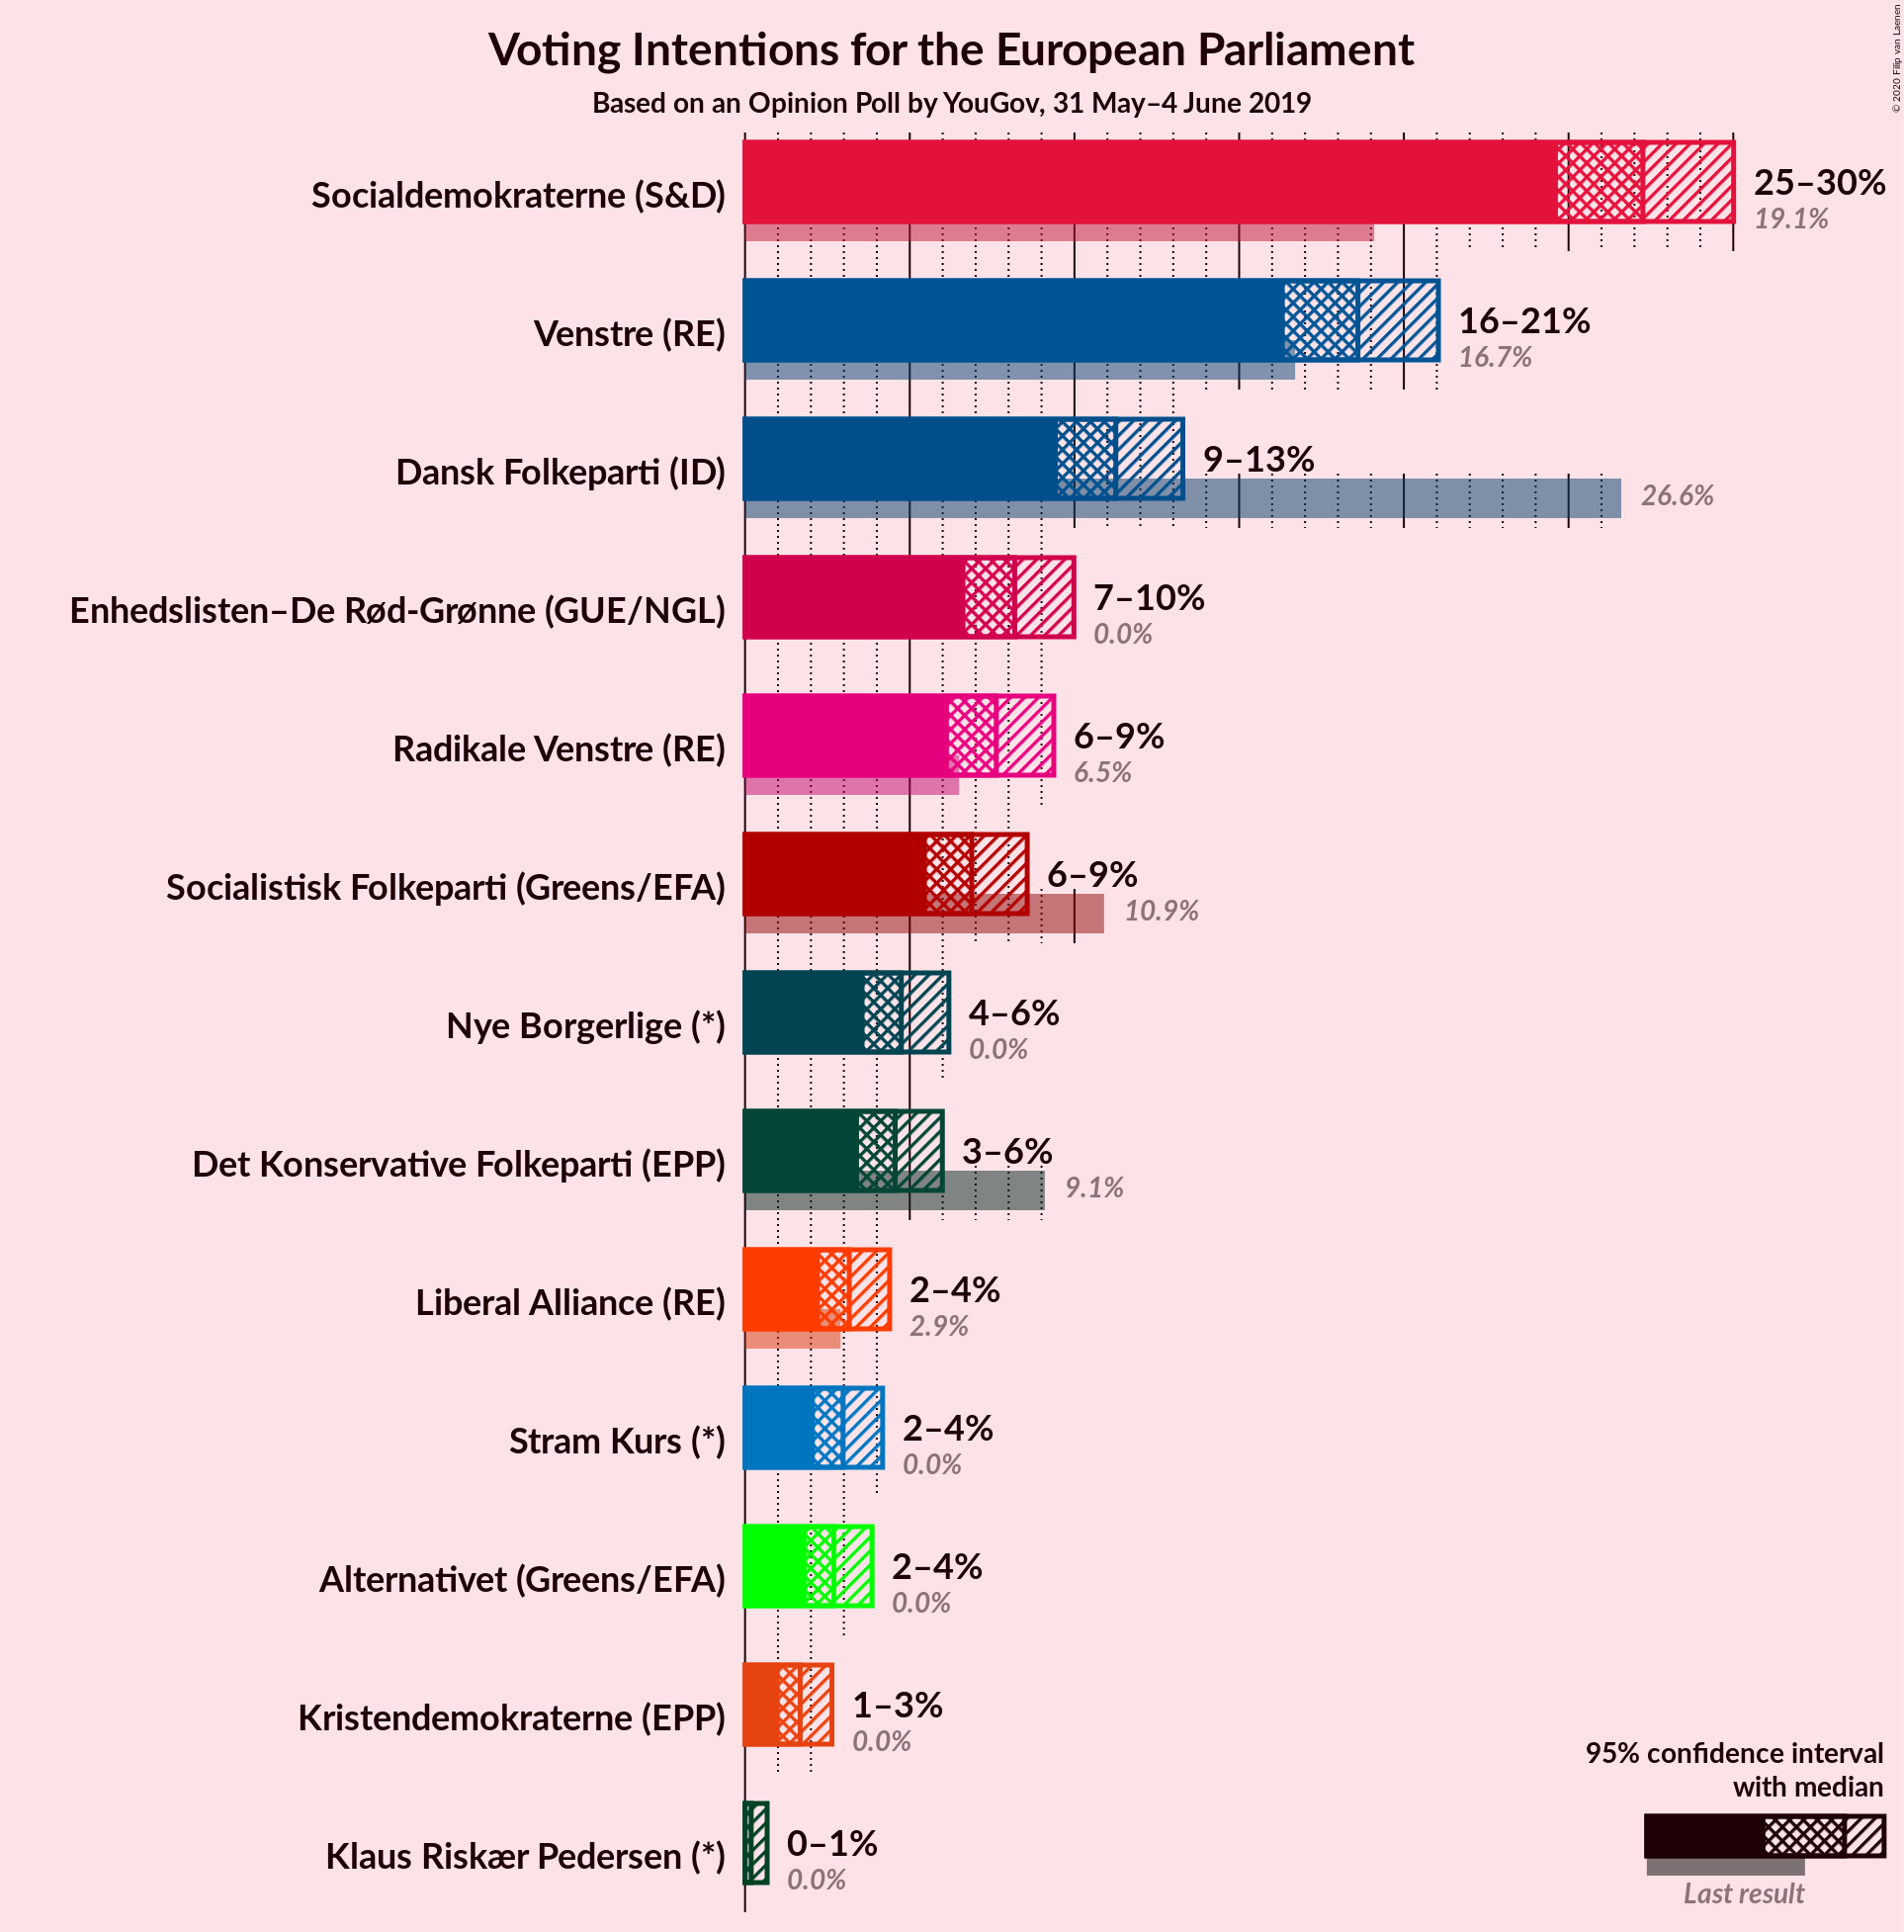 Voting Intentions for the European Parliament
Based on an Opinion Poll by YouGov, 31 May–4 June 2019
© 2020 Filip van Laenen
Socialdemokraterne (S&D)
25–30%
19.1%
Venstre (RE)
16–21%
16.7%
Dansk Folkeparti (ID)
9–13%
26.6%
Enhedslisten–De Rød-Grønne (GUE/NGL)
7–10%
0.0%
Radikale Venstre (RE)
6–9%
6.5%
Socialistisk Folkeparti (Greens/EFA)
6–9%
10.9%
Nye Borgerlige (*)
4–6%
0.0%
Det Konservative Folkeparti (EPP)
3–6%
9.1%
Liberal Alliance (RE)
2–4%
2.9%
Stram Kurs (*)
2–4%
0.0%
Alternativet (Greens/EFA)
2–4%
0.0%
Kristendemokraterne (EPP)
1–3%
0.0%
Klaus Riskær Pedersen (*)
0–1%
0.0%
95% confidence interval
with median
Last result